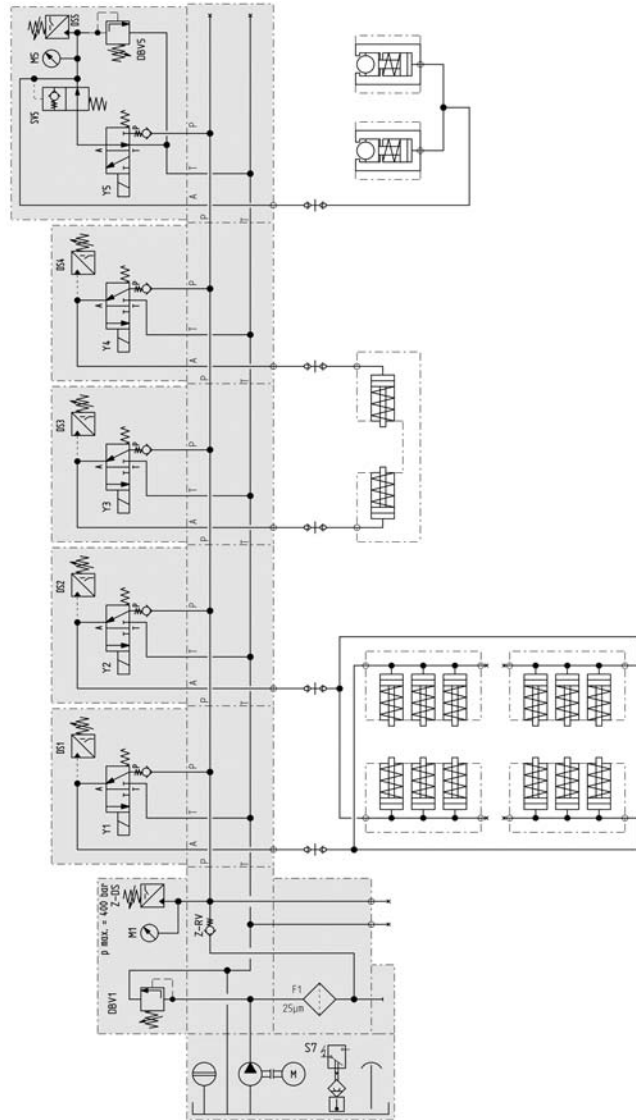 DS5
M5
DBV5
SV5
A
P
T
Y5
P
T
A
P
T
DS4
A
P
T
T
Y4
P
T
A
P
T
DS3
A
P
T
T
Y3
P
T
A
P
T
DS2
A
P
T
T
Y2
P
T
A
P
T
DS1
A
P
T
T
Y1
P
T
A
P
T
p max. = 400 bar
Z-DS
M1
Z-RV
DBV1
F1
25µm
S7
M